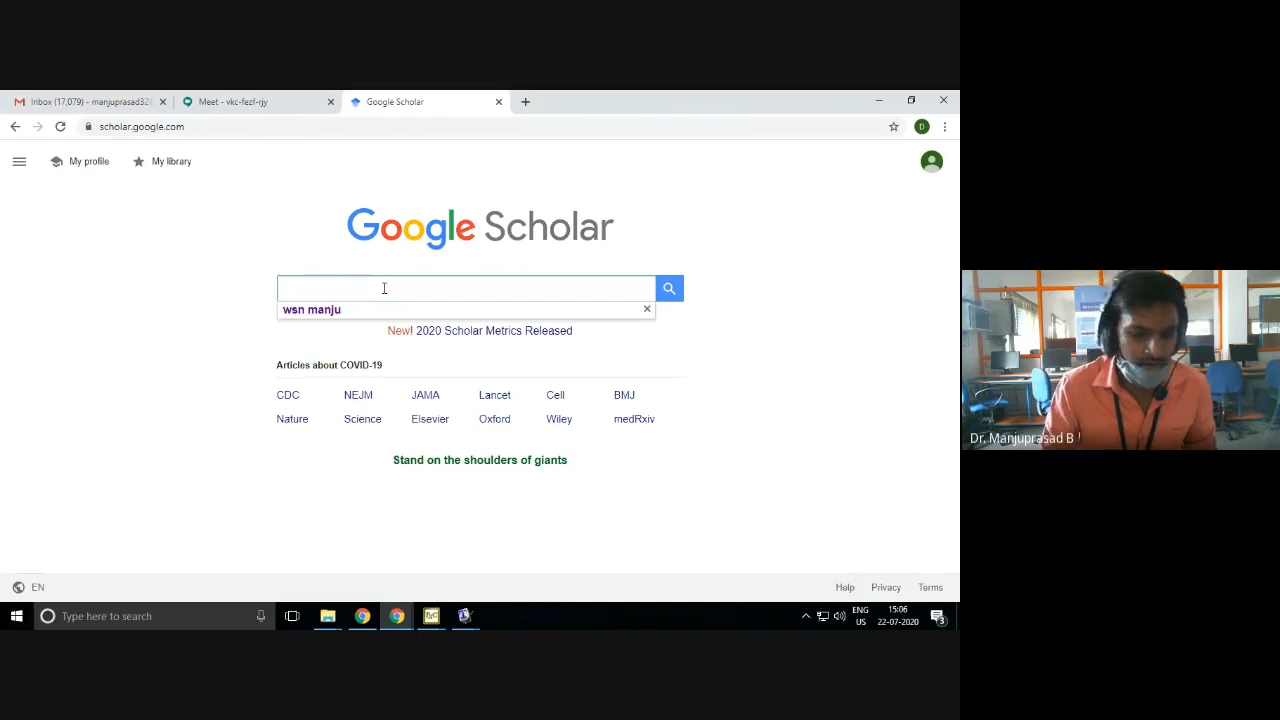 Inbox (17,079) - manjuprasad32
Meet - vkc-fezf-rjy
Google Scholar
scholar.google.com
D
My profile
My library
Google Scholar
wsn manju
New! 2020 Scholar Metrics Released
Articles about COVID-19
CDC NEJM JAMA Lancet Cell BMJ
Nature Science Elsevier Oxford Wiley medRxiv
Stand on the shoulders of giants
EN
Help Privacy Terms
Type here to search
ENG
US
15:06
22-07-2020
3
Dr. Manjuprasad B